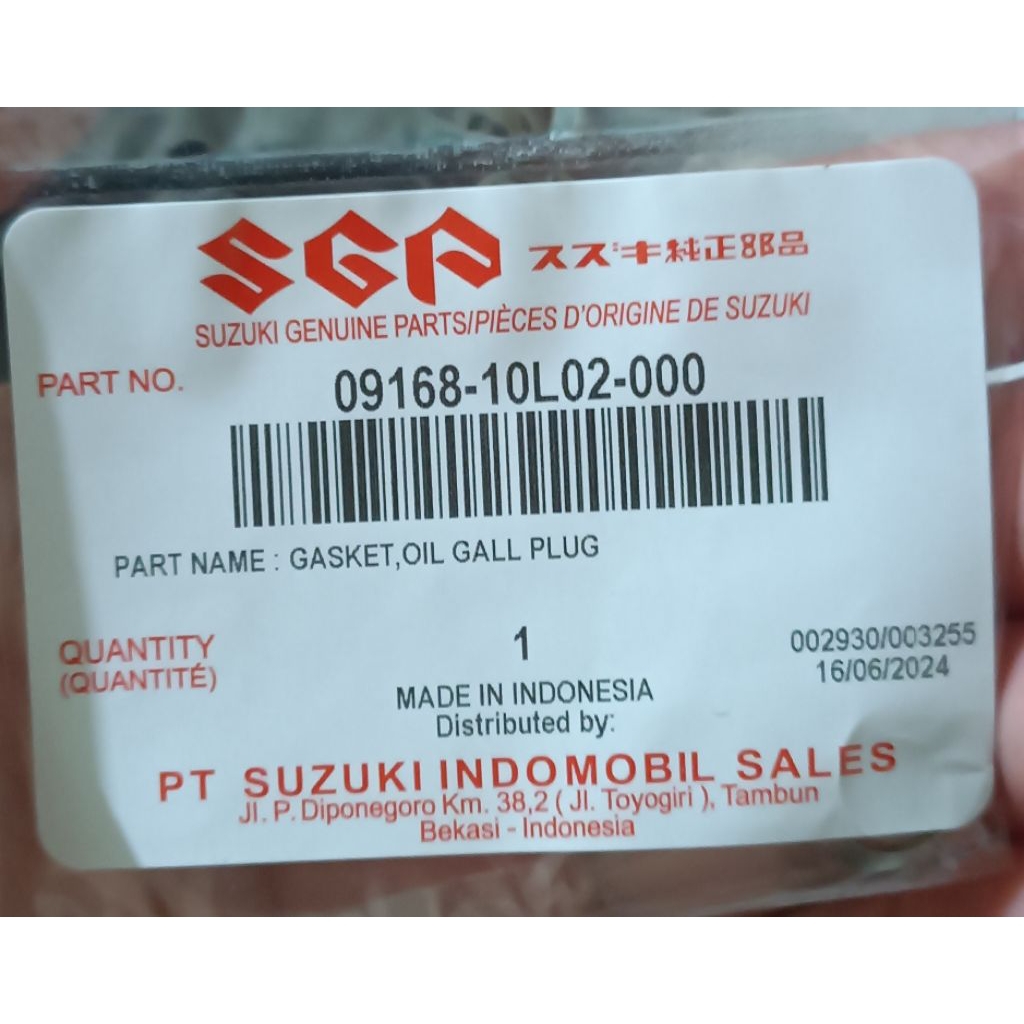 SGP スズキ純正部品
SUZUKI GENUINE PARTS/PIÈCES D'ORIGINE DE SUZUKI
PART NO. 09168-10L02-000
PART NAME : GASKET,OIL GALL PLUG
QUANTITY 1 002930/003255
(QUANTITÉ) 16/06/2024
MADE IN INDONESIA
Distributed by:
PT SUZUKI INDOMOBIL SALES
Jl. P. Diponegoro Km. 38,2 ( Jl. Toyogiri ), Tambun
Bekasi - Indonesia